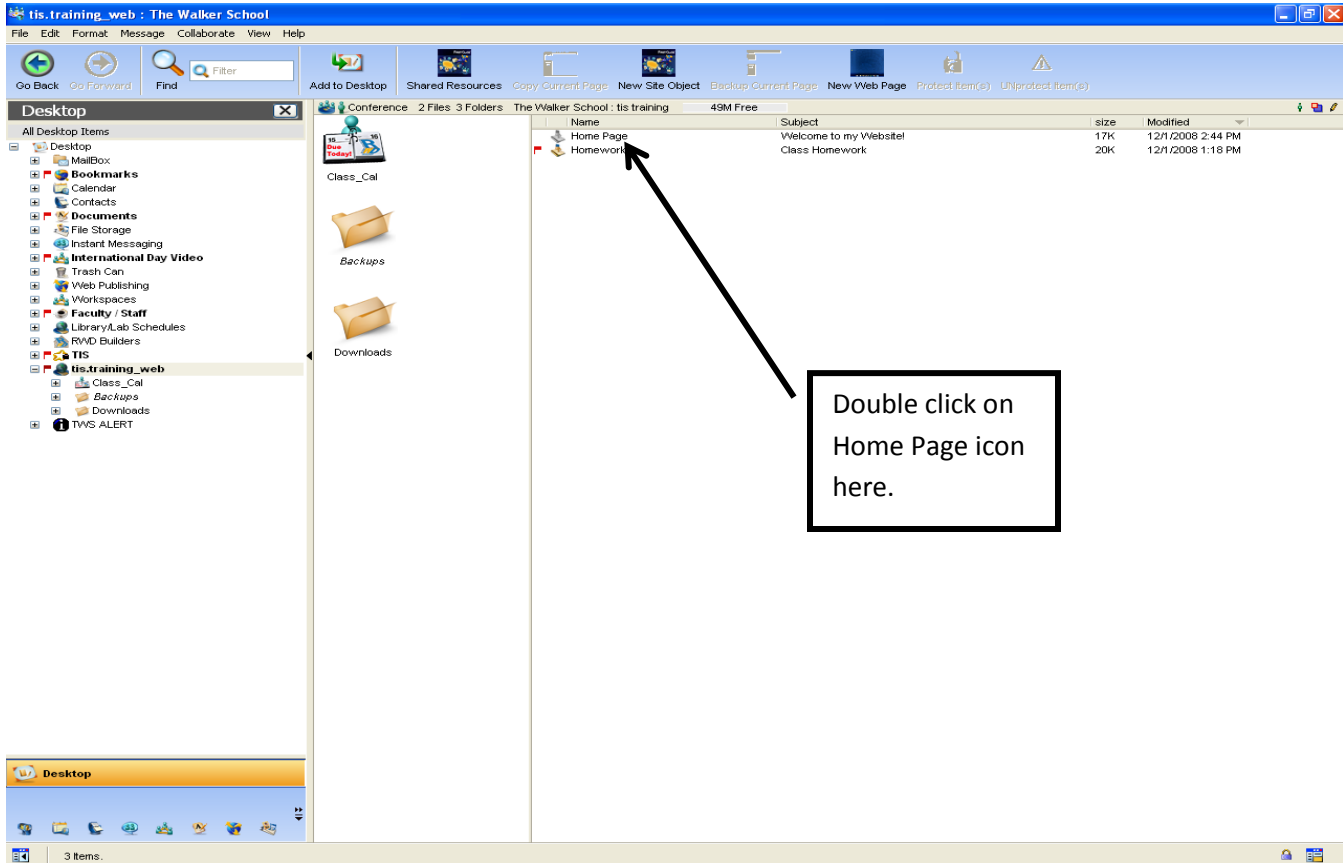 tis.training_web : The Walker School
File Edit Format Message Collaborate View Help
Go Back Go Forward Find Filter Add to Desktop Shared Resources Copy Current Page New Site Object Backup Current Page New Web Page Protect Item(s) UNprotect Item(s)
Desktop
Conference 2 Files 3 Folders The Walker School : tis training 49M Free
All Desktop Items
Desktop
MailBox
Bookmarks
Calendar
Contacts
Documents
File Storage
Instant Messaging
International Day Video
Trash Can
Web Publishing
Workspaces
Faculty / Staff
Library/Lab Schedules
RWD Builders
TIS
tis.training_web
Class_Cal
Backups
Downloads
TWS ALERT
15 16
Due
Today!
Class_Cal
Backups
Downloads
Name Subject size Modified
Home Page Welcome to my Website! 17K 12/1/2008 2:44 PM
Homework Class Homework 20K 12/1/2008 1:18 PM
Double click on
Home Page icon
here.
Desktop
3 Items.